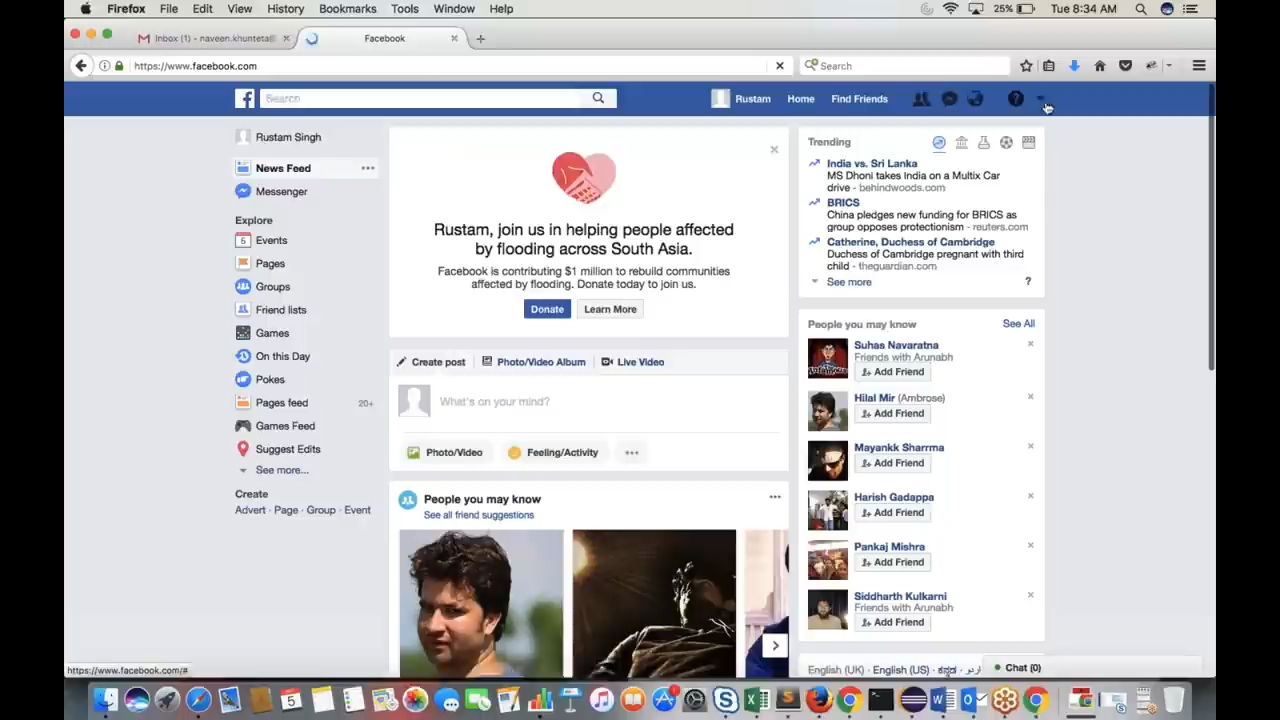 Firefox File Edit View History Bookmarks Tools Window Help 25% Tue 8:34 AM
Inbox (1) - naveen.khunteta@
Facebook
https://www.facebook.com
Search
Search
Rustam Home Find Friends
Rustam Singh
News Feed
Messenger
Explore
Events
Pages
Groups
Friend lists
Games
On this Day
Pokes
Pages feed 20+
Games Feed
Suggest Edits
See more...
Create
Advert · Page · Group · Event
Rustam, join us in helping people affected
by flooding across South Asia.
Facebook is contributing $1 million to rebuild communities
affected by flooding. Donate today to join us.
Donate Learn More
Create post Photo/Video Album Live Video
What's on your mind?
Photo/Video Feeling/Activity
People you may know
See all friend suggestions
Trending
India vs. Sri Lanka
MS Dhoni takes India on a Multix Car
drive - behindwoods.com
BRICS
China pledges new funding for BRICS as
group opposes protectionism - reuters.com
Catherine, Duchess of Cambridge
Duchess of Cambridge pregnant with third
child - theguardian.com
See more ?
People you may know See All
Suhas Navaratna
Friends with Arunabh
Add Friend
Hilal Mir (Ambrose)
Add Friend
Mayankk Sharrma
Add Friend
Harish Gadappa
Add Friend
Pankaj Mishra
Add Friend
Siddharth Kulkarni
Friends with Arunabh
Add Friend
English (UK) · English (US) · ಕನ್ನಡ · اردو
Chat (0)
https://www.facebook.com/#